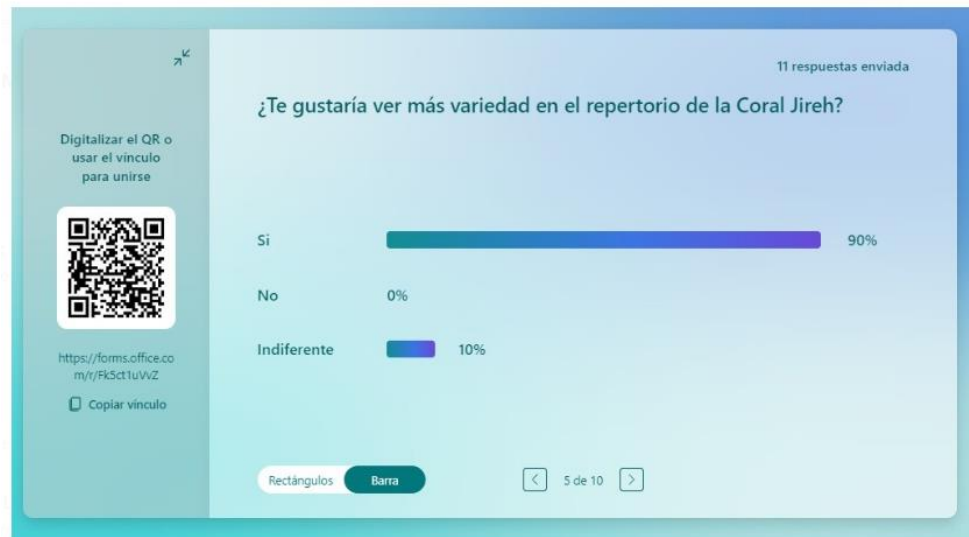 Digitalizar el QR o
usar el vínculo
para unirse
https://forms.office.co
m/r/Fk5ct1uVvZ
Copiar vínculo
11 respuestas enviada
¿Te gustaría ver más variedad en el repertorio de la Coral Jireh?
Si 90%
No 0%
Indiferente 10%
Rectángulos Barra 5 de 10